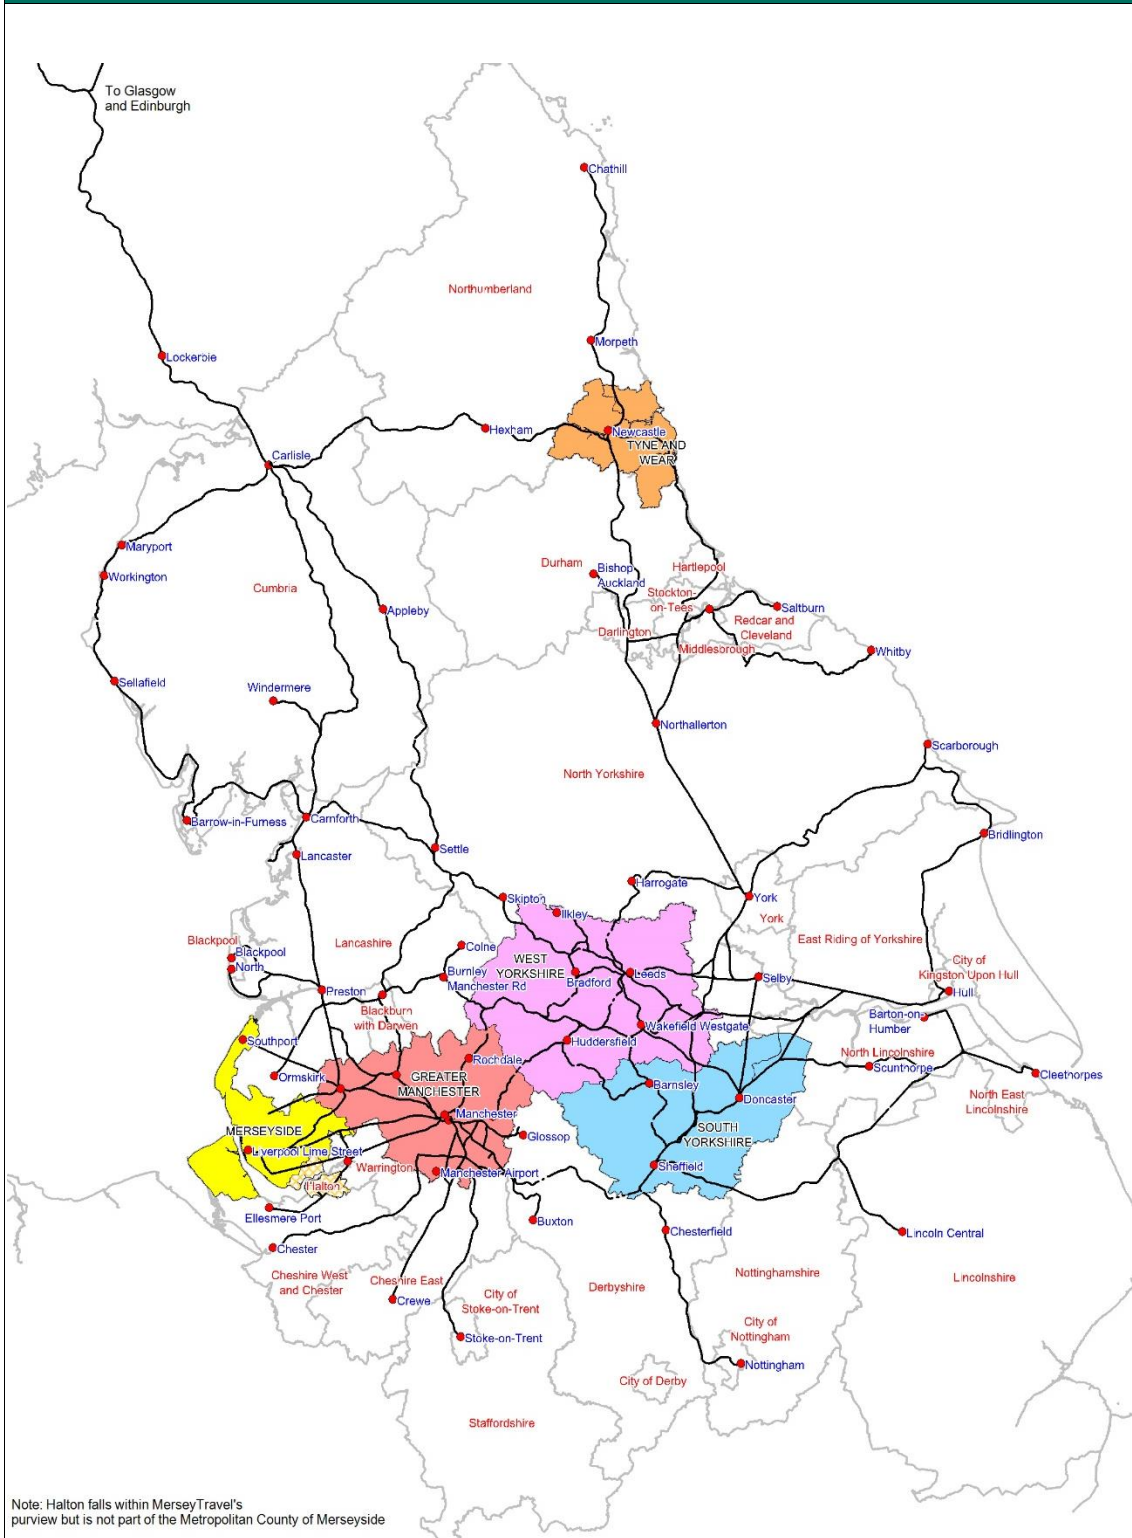 To Glasgow
and Edinburgh
Chathill
Northumberland
Morpeth
Lockerbie
Hexham
Newcastle
TYNE AND
WEAR
Carlisle
Maryport
Workington
Cumbria
Durham
Bishop
Auckland
Hartlepool
Stockton-
on-Tees
Appleby
Saltburn
Redcar and
Cleveland
Darlington
Middlesbrough
Whitby
Sellafield
Windermere
Northallerton
Scarborough
North Yorkshire
Barrow-in-Furness
Carnforth
Bridlington
Settle
Lancaster
Harrogate
Skipton
York
Ilkley
York
Blackpool
Lancashire
Colne
East Riding of Yorkshire
Blackpool
North
WEST
YORKSHIRE
City of
Kingston Upon Hull
Burnley
Manchester Rd
Bradford
Leeds
Selby
Preston
Hull
Blackburn
with Darwen
Barton-on-
Humber
Wakefield Westgate
Southport
Huddersfield
Rochdale
North Lincolnshire
Scunthorpe
Ormskirk
GREATER
MANCHESTER
Barnsley
Cleethorpes
Doncaster
North East
Lincolnshire
Manchester
MERSEYSIDE
Glossop
SOUTH
YORKSHIRE
Liverpool Lime Street
Warrington
Manchester Airport
Sheffield
Halton
Ellesmere Port
Buxton
Chesterfield
Lincoln Central
Chester
Cheshire West
and Chester
Cheshire East
Crewe
City of
Stoke-on-Trent
Derbyshire
Nottinghamshire
Lincolnshire
Stoke-on-Trent
City of
Nottingham
Nottingham
City of Derby
Staffordshire
Note: Halton falls within MerseyTravel's
purview but is not part of the Metropolitan County of Merseyside